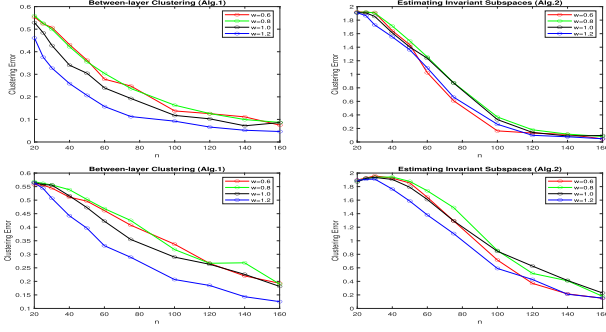 Between-layer Clustering (Alg.1)
0.6
0.5
0.4
0.3
0.2
0.1
0
Clustering Error
w=0.6
w=0.8
w=1.0
w=1.2
20 40 60 80 100 120 140 160
n
Estimating Invariant Subspaces (Alg.2)
2
1.8
1.6
1.4
1.2
1
0.8
0.6
0.4
0.2
0
Clustering Error
w=0.6
w=0.8
w=1.0
w=1.2
20 40 60 80 100 120 140 160
n
Between-layer Clustering (Alg.1)
0.6
0.55
0.5
0.45
0.4
0.35
0.3
0.25
0.2
0.15
0.1
Clustering Error
w=0.6
w=0.8
w=1.0
w=1.2
20 40 60 80 100 120 140 160
n
Estimating Invariant Subspaces (Alg.2)
2
1.8
1.6
1.4
1.2
1
0.8
0.6
0.4
0.2
0
Clustering Error
w=0.6
w=0.8
w=1.0
w=1.2
20 40 60 80 100 120 140 160
n